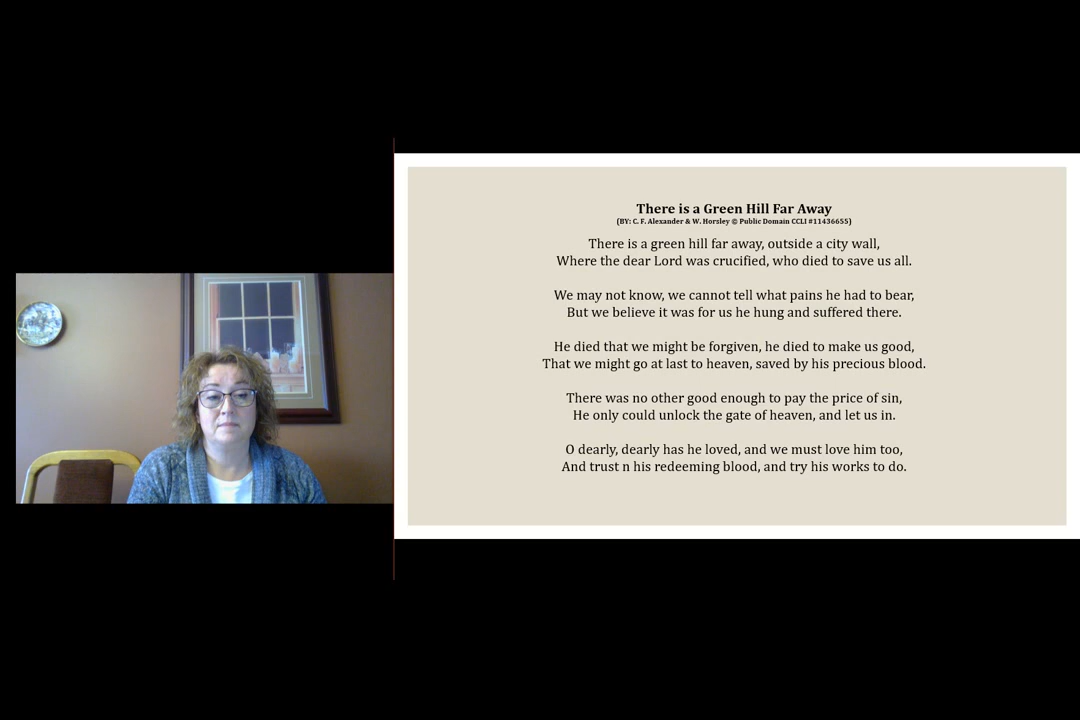 There is a Green Hill Far Away
(BY: C. F. Alexander & W. Horsley © Public Domain CCLI #11436655)
There is a green hill far away, outside a city wall,
Where the dear Lord was crucified, who died to save us all.
We may not know, we cannot tell what pains he had to bear,
But we believe it was for us he hung and suffered there.
He died that we might be forgiven, he died to make us good,
That we might go at last to heaven, saved by his precious blood.
There was no other good enough to pay the price of sin,
He only could unlock the gate of heaven, and let us in.
O dearly, dearly has he loved, and we must love him too,
And trust n his redeeming blood, and try his works to do.